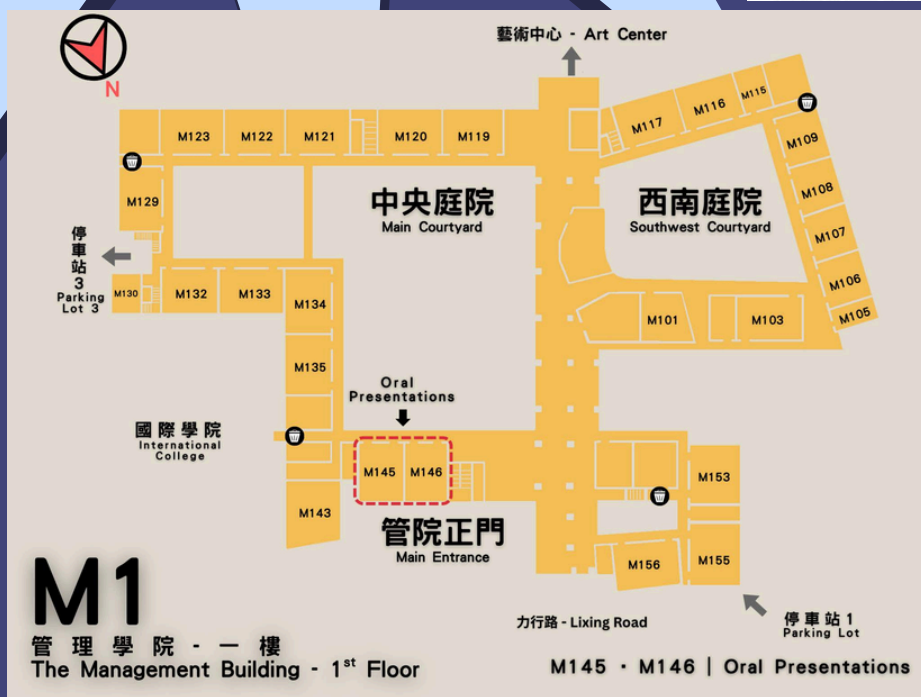 藝術中心 - Art Center
N
M123
M122
M121
M120
M119
M117
M116
M115
M109
M108
M107
M106
M105
M129
中央庭院
Main Courtyard
西南庭院
Southwest Courtyard
停車站3
Parking
Lot 3
M130
M132
M133
M134
M135
M101
M103
Oral
Presentations
國際學院
International
College
M145
M146
M143
M153
M155
M156
管院正門
Main Entrance
M1
管理學院 - 一樓
The Management Building - 1st Floor
力行路 - Lixing Road
停車站1
Parking Lot
M145 · M146 | Oral Presentations